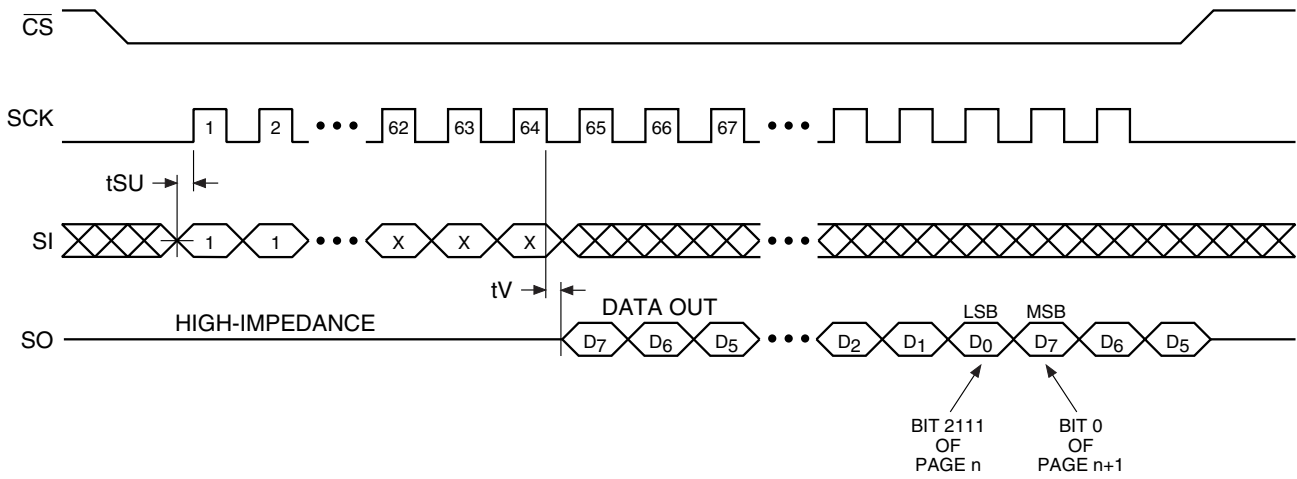 CS
SCK
1 2 ••• 62 63 64 65 66 67 •••
tSU
SI
1 1 ••• X X X •••
tV
HIGH-IMPEDANCE
DATA OUT
LSB MSB
SO
D7 D6 D5 ••• D2 D1 D0 D7 D6 D5
BIT 2111
OF
PAGE n
BIT 0
OF
PAGE n+1